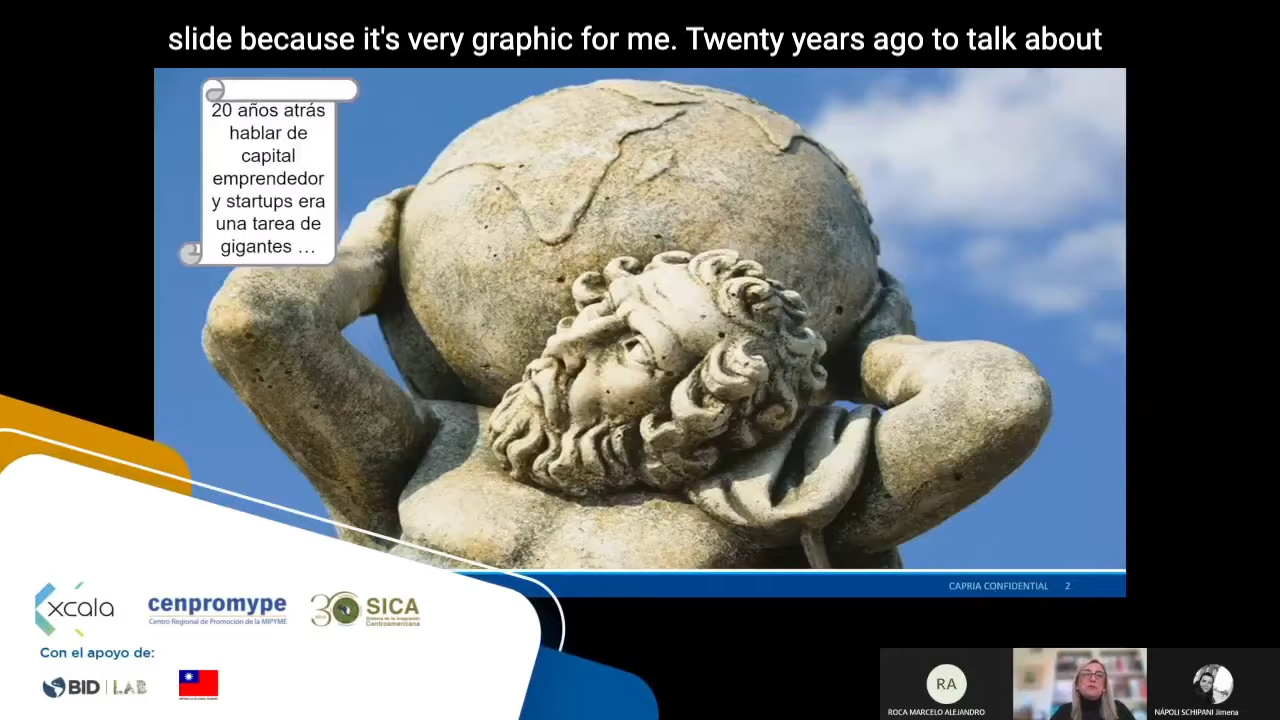 slide because it's very graphic for me. Twenty years ago to talk about
20 años atrás
hablar de
capital
emprendedor
y startups era
una tarea de
gigantes …
CAPRIA CONFIDENTIAL 2
xcala
cenpromype
Centro Regional de Promoción de la MIPYME
30 SICA
Sistema de la Integración
Centroamericana
Con el apoyo de:
BID | LAB
RA
ROCA MARCELO ALEJANDRO
NÁPOLI SCHIPANI Jimena